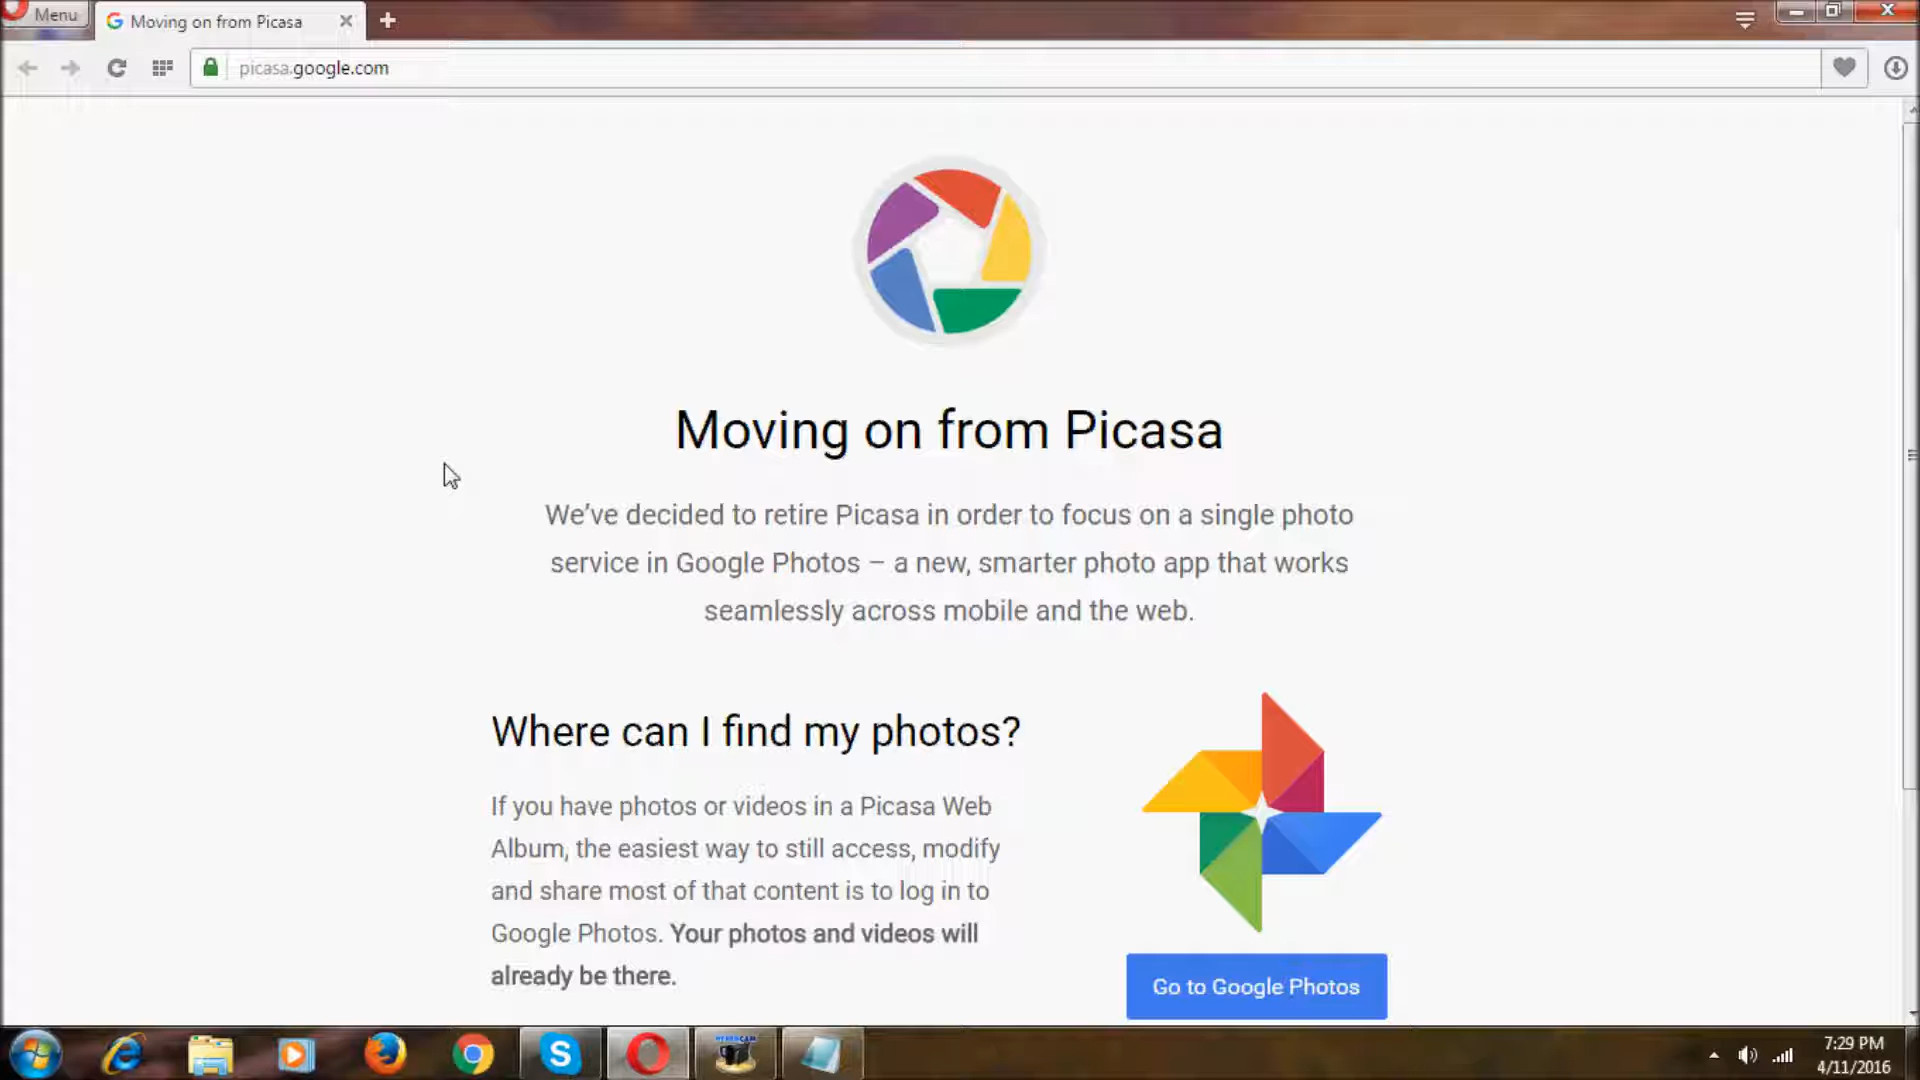 Menu
Moving on from Picasa
picasa.google.com
Moving on from Picasa
We've decided to retire Picasa in order to focus on a single photo
service in Google Photos – a new, smarter photo app that works
seamlessly across mobile and the web.
Where can I find my photos?
If you have photos or videos in a Picasa Web
Album, the easiest way to still access, modify
and share most of that content is to log in to
Google Photos. Your photos and videos will
already be there.
Go to Google Photos
7:29 PM
4/11/2016